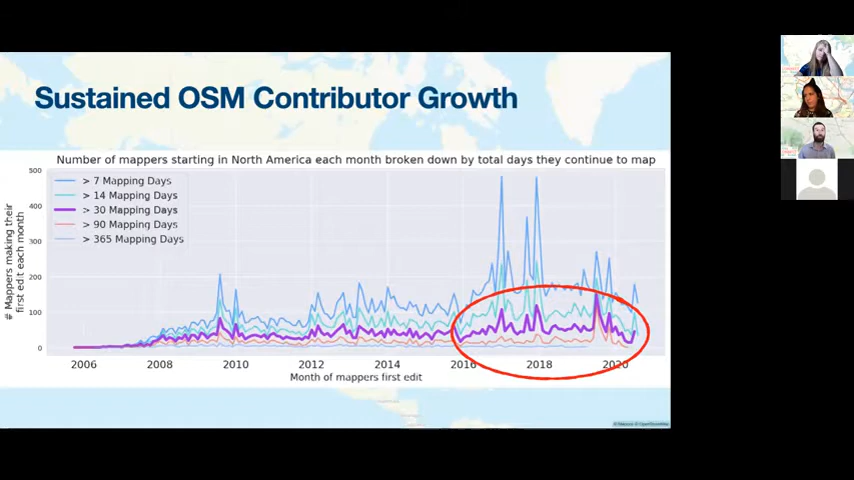 Sustained OSM Contributor Growth
Number of mappers starting in North America each month broken down by total days they continue to map
# Mappers making their
first edit each month
500
400
300
200
100
0
> 7 Mapping Days
> 14 Mapping Days
> 30 Mapping Days
> 90 Mapping Days
> 365 Mapping Days
2006
2008
2010
2012
2014
2016
2018
2020
Month of mappers first edit
© Mapbox © OpenStreetMap